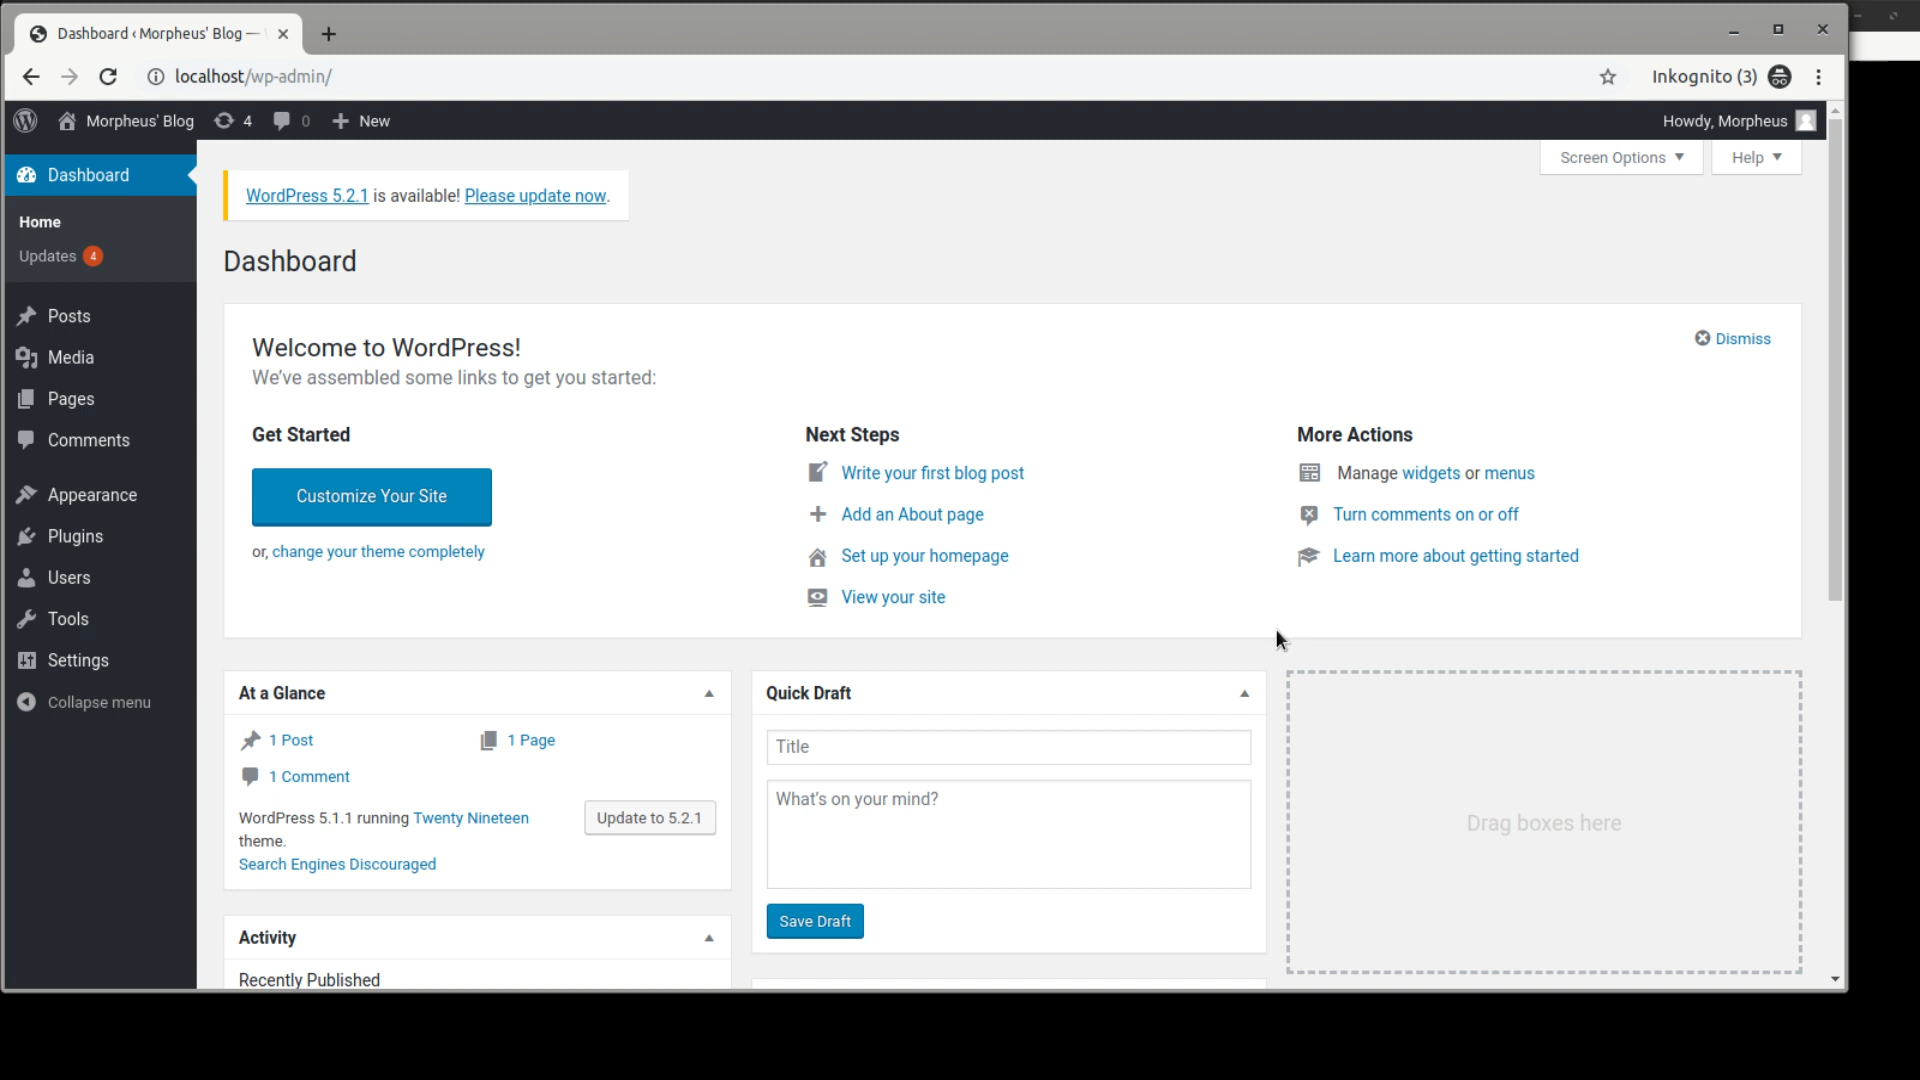 Dashboard ‹ Morpheus' Blog —
localhost/wp-admin/
Inkognito (3)
Morpheus' Blog 4 0 New
Howdy, Morpheus
Dashboard
Home
Updates 4
Posts
Media
Pages
Comments
Appearance
Plugins
Users
Tools
Settings
Collapse menu
Screen Options
Help
WordPress 5.2.1 is available! Please update now.
Dashboard
Welcome to WordPress!
We've assembled some links to get you started:
Dismiss
Get Started
Customize Your Site
or, change your theme completely
Next Steps
Write your first blog post
Add an About page
Set up your homepage
View your site
More Actions
Manage widgets or menus
Turn comments on or off
Learn more about getting started
At a Glance
1 Post
1 Page
1 Comment
WordPress 5.1.1 running Twenty Nineteen
theme.
Update to 5.2.1
Search Engines Discouraged
Activity
Recently Published
Quick Draft
Title
What's on your mind?
Save Draft
Drag boxes here